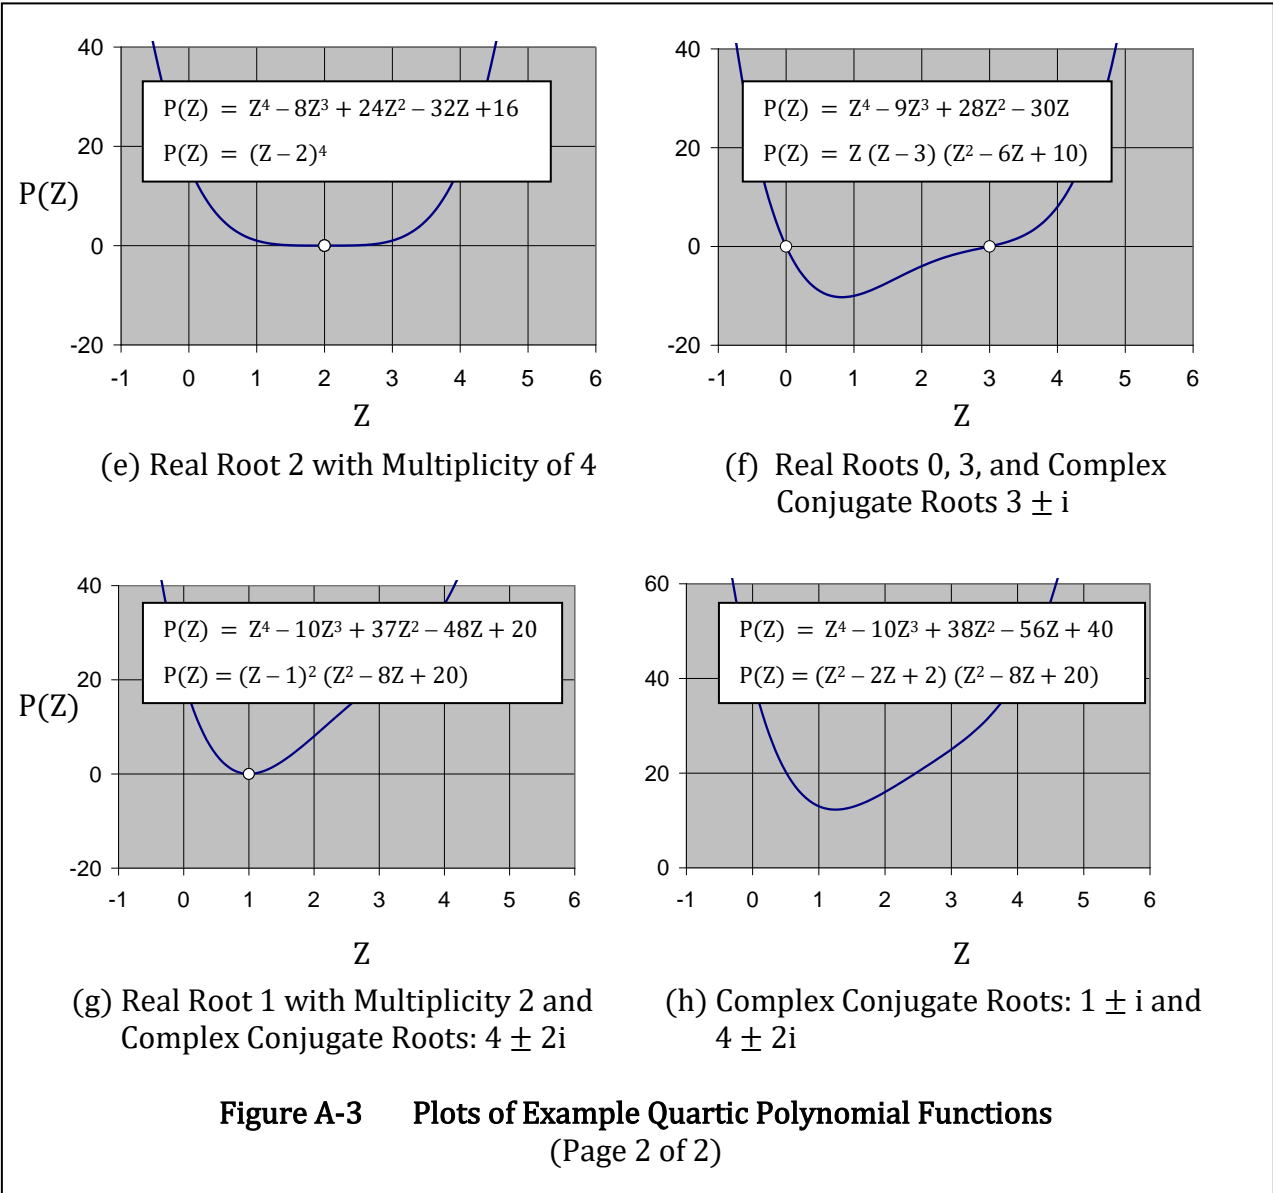 40
20
P(Z)
0
-20
-1 0 1 2 3 4 5 6
Z
P(Z) = Z⁴ – 8Z³ + 24Z² – 32Z +16
P(Z) = (Z – 2)⁴
(e) Real Root 2 with Multiplicity of 4
40
20
0
-20
-1 0 1 2 3 4 5 6
Z
P(Z) = Z⁴ – 9Z³ + 28Z² – 30Z
P(Z) = Z (Z – 3) (Z² – 6Z + 10)
(f) Real Roots 0, 3, and Complex
Conjugate Roots 3 ± i
40
20
P(Z)
0
-20
-1 0 1 2 3 4 5 6
Z
P(Z) = Z⁴ – 10Z³ + 37Z² – 48Z + 20
P(Z) = (Z – 1)² (Z² – 8Z + 20)
(g) Real Root 1 with Multiplicity 2 and
Complex Conjugate Roots: 4 ± 2i
60
40
20
0
-1 0 1 2 3 4 5 6
Z
P(Z) = Z⁴ – 10Z³ + 38Z² – 56Z + 40
P(Z) = (Z² – 2Z + 2) (Z² – 8Z + 20)
(h) Complex Conjugate Roots: 1 ± i and
4 ± 2i
Figure A-3 Plots of Example Quartic Polynomial Functions
(Page 2 of 2)